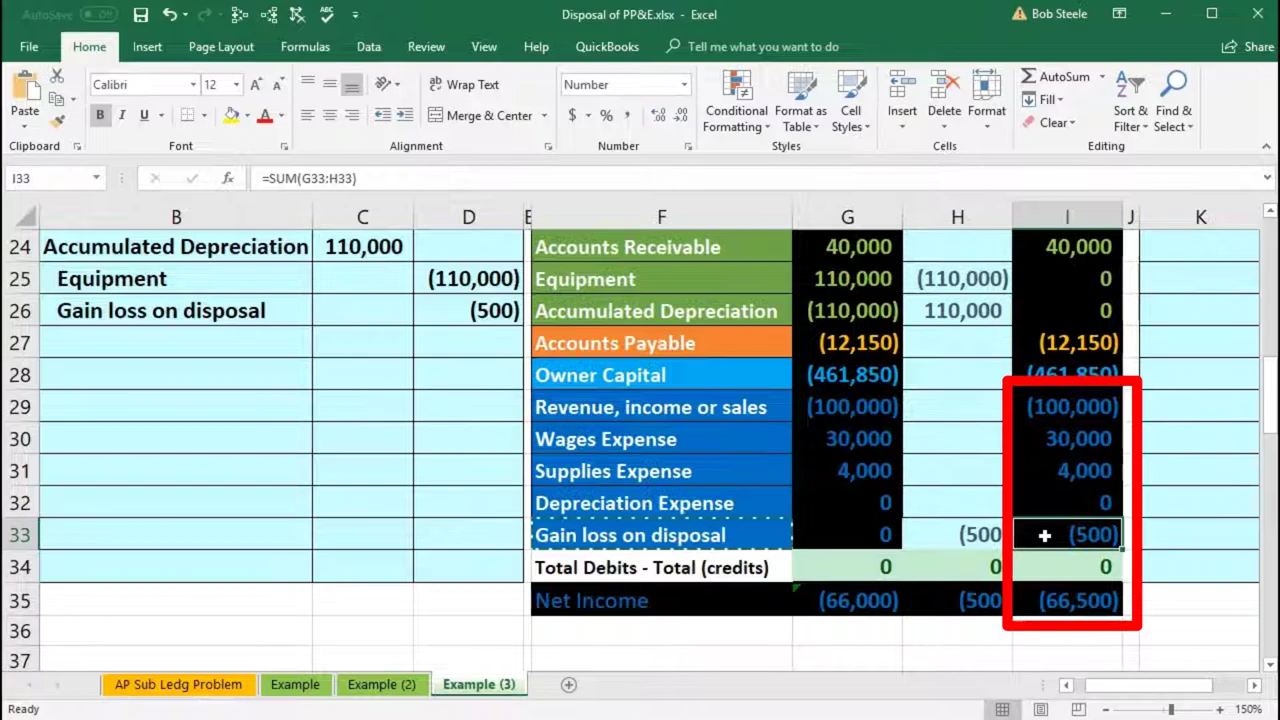 AutoSave Off Disposal of PP&E.xlsx - Excel Bob Steele
File Home Insert Page Layout Formulas Data Review View Help QuickBooks Tell me what you want to do Share
Paste Calibri 12 Wrap Text Number Conditional Format as Cell Insert Delete Format AutoSum Sort & Find &
B I U Merge & Center $ % Formatting Table Styles Fill Filter Select
Clear
Clipboard Font Alignment Number Styles Cells Editing
I33 fx =SUM(G33:H33)
B C D E F G H I J K
24 Accumulated Depreciation 110,000 Accounts Receivable 40,000 40,000
25 Equipment (110,000) Equipment 110,000 (110,000) 0
26 Gain loss on disposal (500) Accumulated Depreciation (110,000) 110,000 0
27 Accounts Payable (12,150) (12,150)
28 Owner Capital (461,850) (461,850)
29 Revenue, income or sales (100,000) (100,000)
30 Wages Expense 30,000 30,000
31 Supplies Expense 4,000 4,000
32 Depreciation Expense 0 0
33 Gain loss on disposal 0 (500 (500)
34 Total Debits - Total (credits) 0 0 0
35 Net Income (66,000) (500 (66,500)
36
37
AP Sub Ledg Problem Example Example (2) Example (3)
Ready 150%